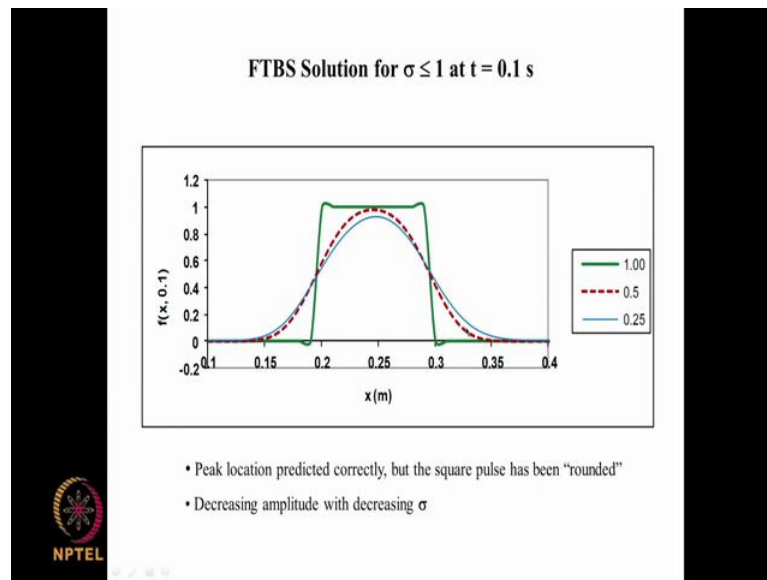 FTBS Solution for σ ≤ 1 at t = 0.1 s
1.2
1
0.8
0.6
0.4
0.2
0
-0.2
f(x, 0.1)
0.1 0.15 0.2 0.25 0.3 0.35 0.4
x (m)
1.00
0.5
0.25
• Peak location predicted correctly, but the square pulse has been “rounded”
• Decreasing amplitude with decreasing σ
NPTEL